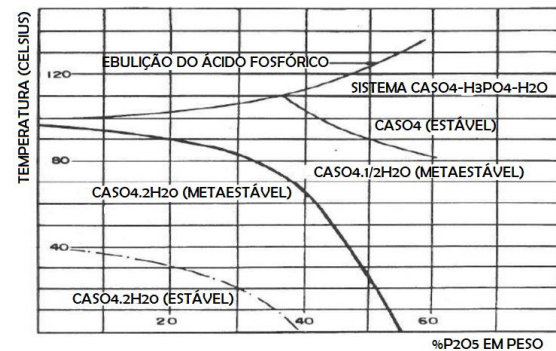 TEMPERATURA (CELSIUS)
EBULIÇÃO DO ÁCIDO FOSFÓRICO
120
SISTEMA CASO4-H3PO4-H2O
CASO4 (ESTÁVEL)
80
CASO4.1/2H2O (METAESTÁVEL)
CASO4.2H2O (METAESTÁVEL)
40
CASO4.2H2O (ESTÁVEL)
20 40 60
%P2O5 EM PESO